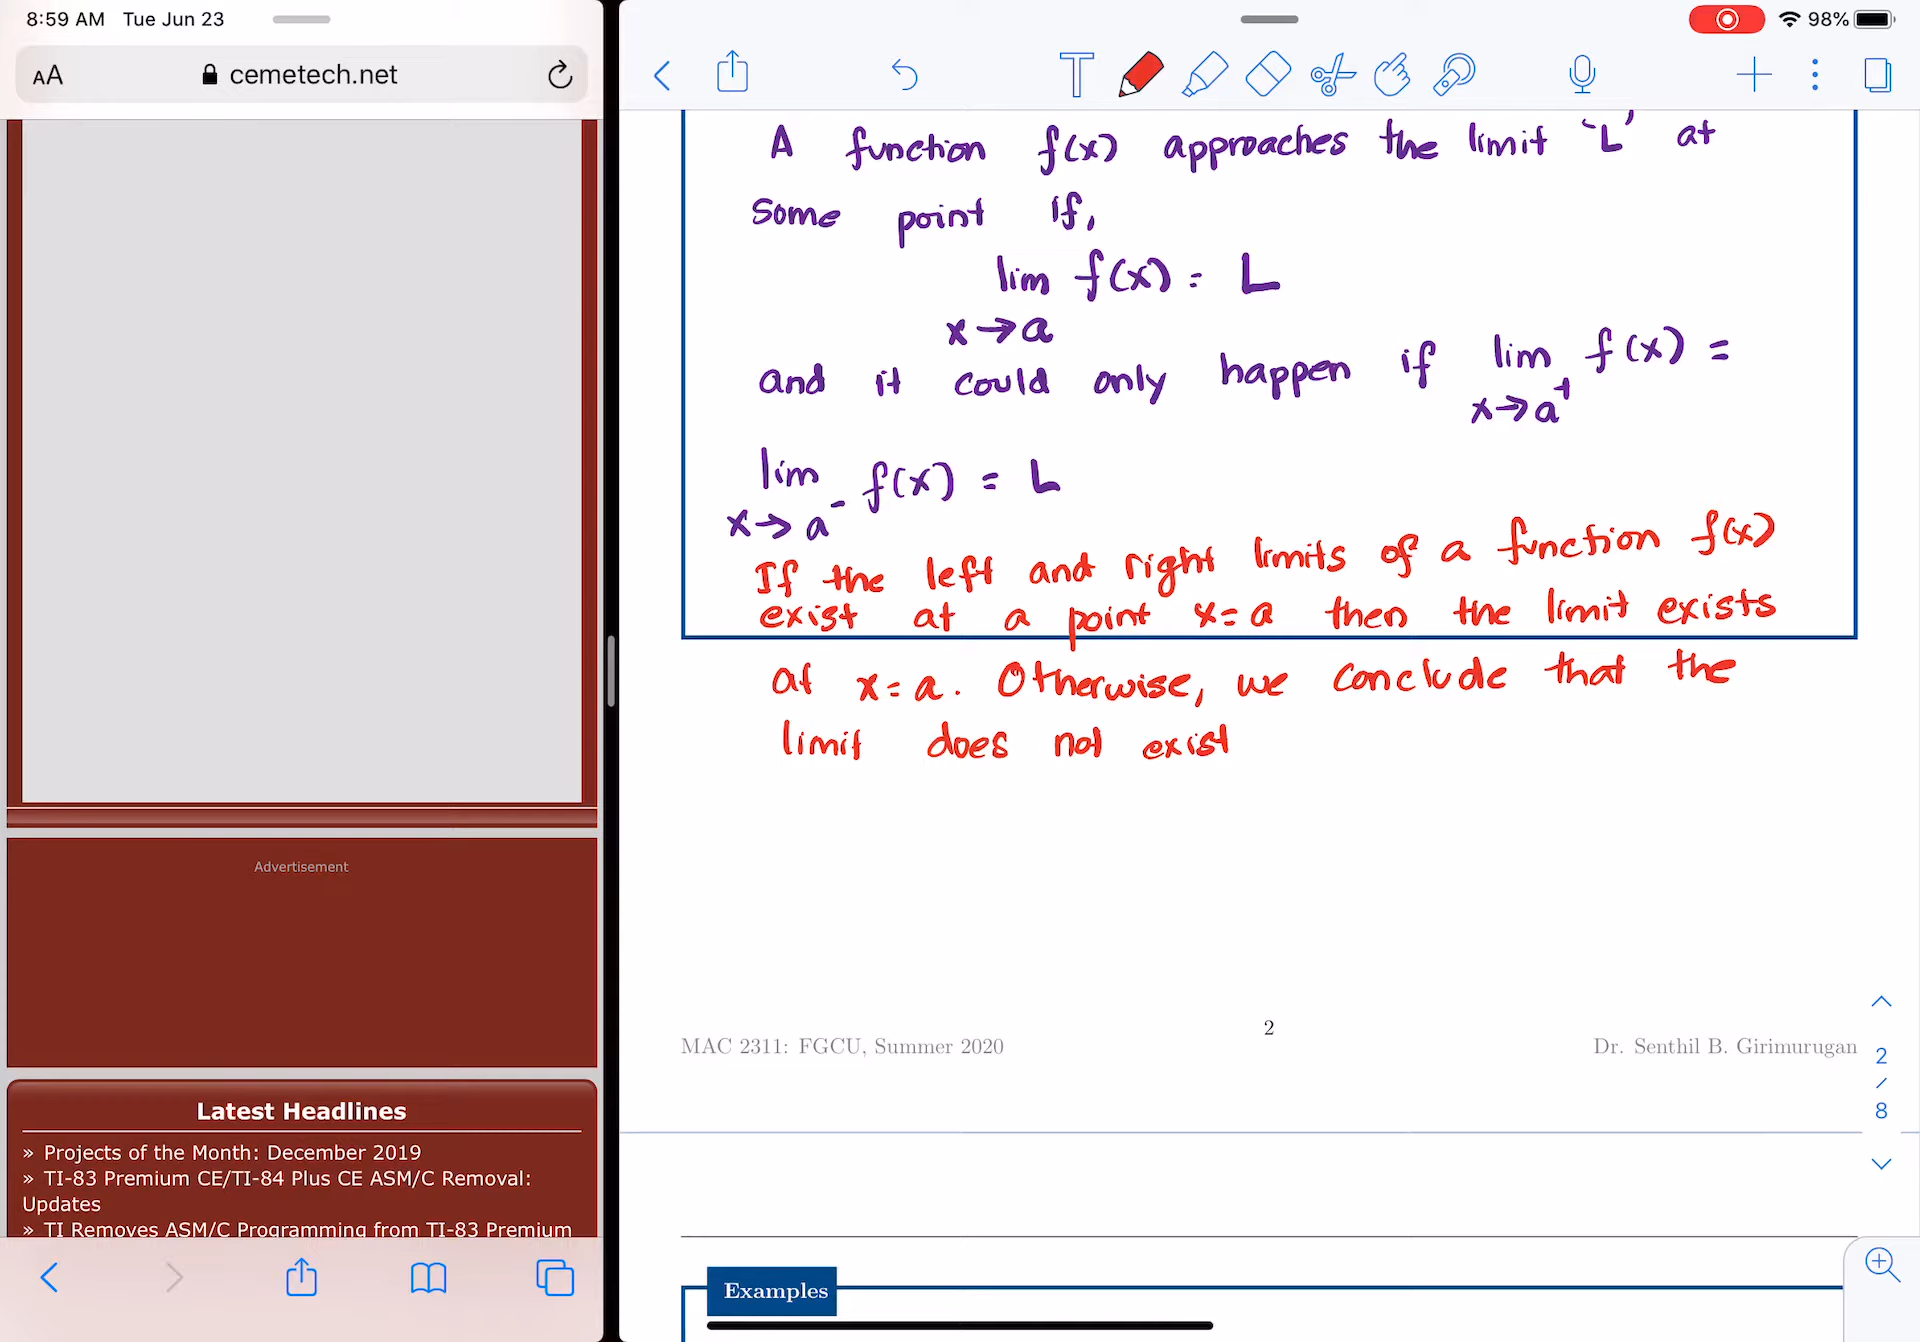 8:59 AM Tue Jun 23
AA cemetech.net
Advertisement
Latest Headlines
» Projects of the Month: December 2019
» TI-83 Premium CE/TI-84 Plus CE ASM/C Removal:
Updates
» TI Removes ASM/C Programming from TI-83 Premium
98%
T
A function f(x) approaches the limit 'L' at
some point if,
lim f(x) = L
x→a
and it could only happen if lim f(x) =
x→a⁺
lim f(x) = L
x→a⁻
If the left and right limits of a function f(x)
exist at a point x=a then the limit exists
at x=a. Otherwise, we conclude that the
limit does not exist
2
MAC 2311: FGCU, Summer 2020
Dr. Senthil B. Girimurugan
2
/
8
Examples